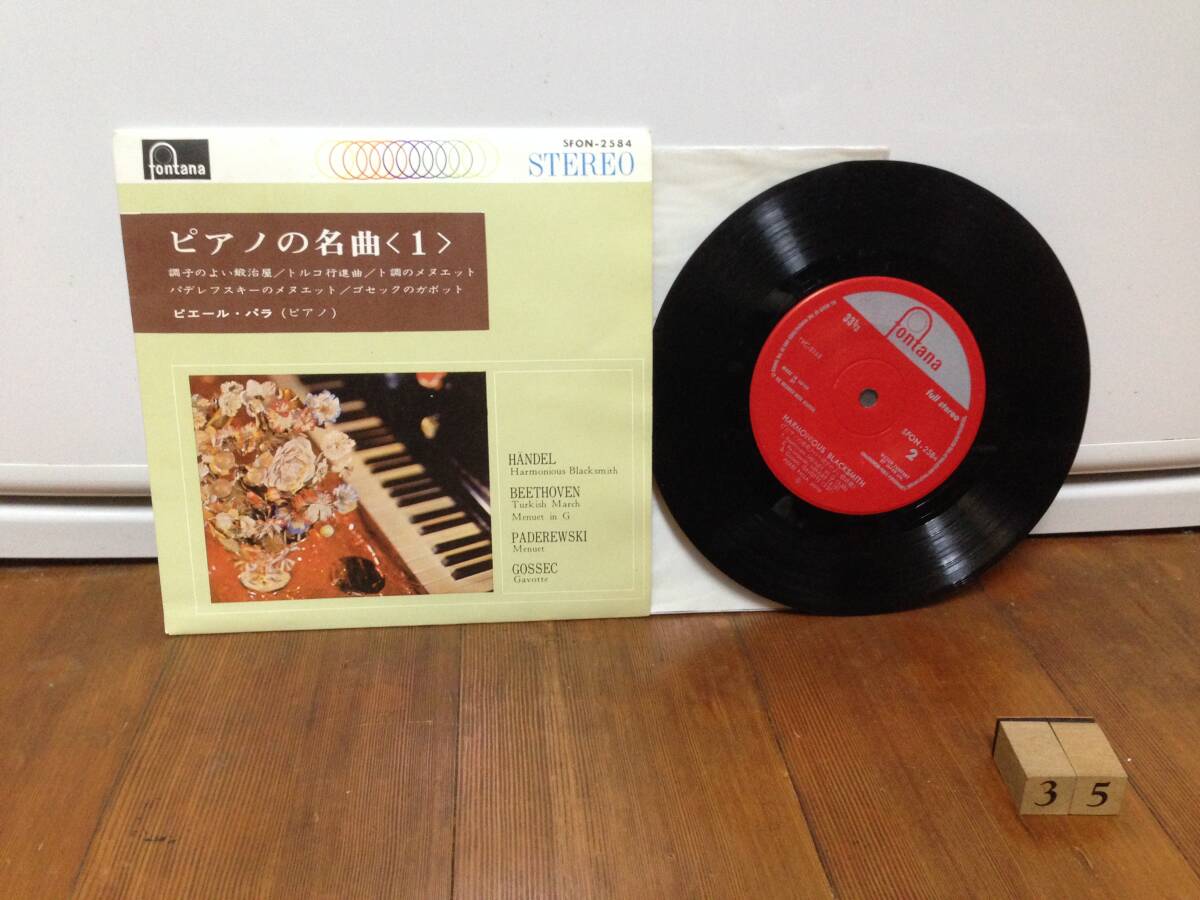 fontana
SFON-2584
STEREO
ピアノの名曲〈1〉
調子のよい鍛冶屋／トルコ行進曲／ト調のメヌエット
パデレフスキーのメヌエット／ゴセックのガボット
ピエール・パラ(ピアノ)
HÄNDEL
Harmonious Blacksmith
BEETHOVEN
Turkish March
Menuet in G
PADEREWSKI
Menuet
GOSSEC
Gavotte
fontana
33⅓
full stereo
SFON-2584
2
HARMONIOUS BLACKSMITH
35